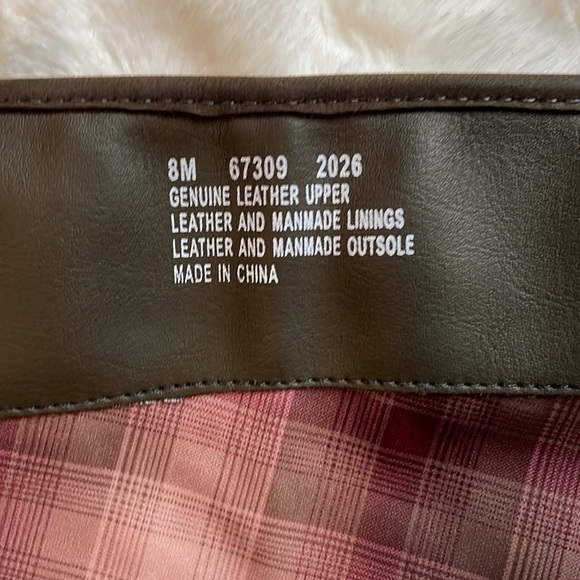 8M 67309 2026
GENUINE LEATHER UPPER
LEATHER AND MANMADE LININGS
LEATHER AND MANMADE OUTSOLE
MADE IN CHINA